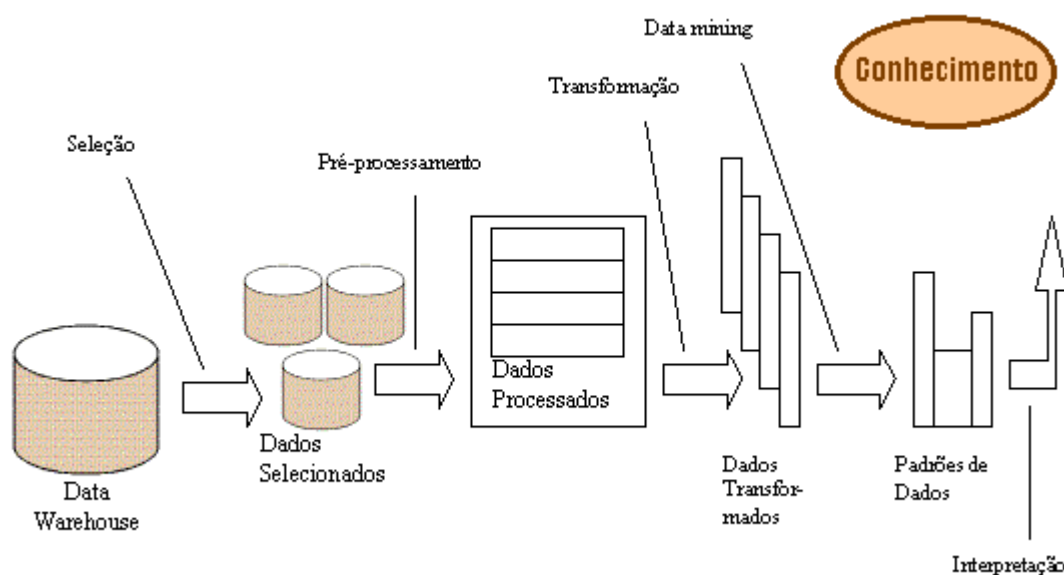 Data mining
Conhecimento
Transformação
Seleção
Pré-processamento
Dados
Processados
Dados
Selecionados
Data
Warehouse
Dados
Transfor-
mados
Padrões de
Dados
Interpretação